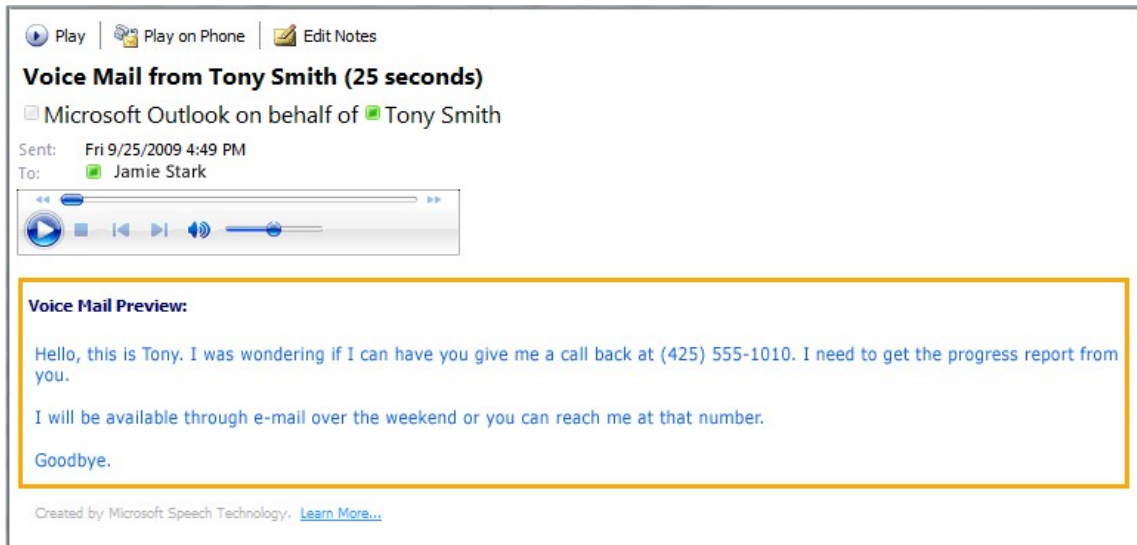 Play Play on Phone Edit Notes
Voice Mail from Tony Smith (25 seconds)
Microsoft Outlook on behalf of Tony Smith
Sent: Fri 9/25/2009 4:49 PM
To: Jamie Stark
Voice Mail Preview:
Hello, this is Tony. I was wondering if I can have you give me a call back at (425) 555-1010. I need to get the progress report from
you.
I will be available through e-mail over the weekend or you can reach me at that number.
Goodbye.
Created by Microsoft Speech Technology. Learn More...